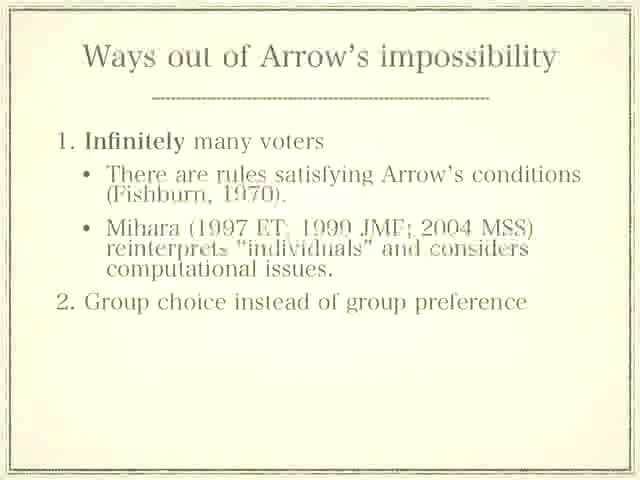 Ways out of Arrow's impossibility
1. Infinitely many voters
• There are rules satisfying Arrow's conditions
(Fishburn, 1970).
• Mihara (1997 ET; 1999 JME; 2004 MSS)
reinterprets "individuals" and considers
computational issues.
2. Group choice instead of group preference